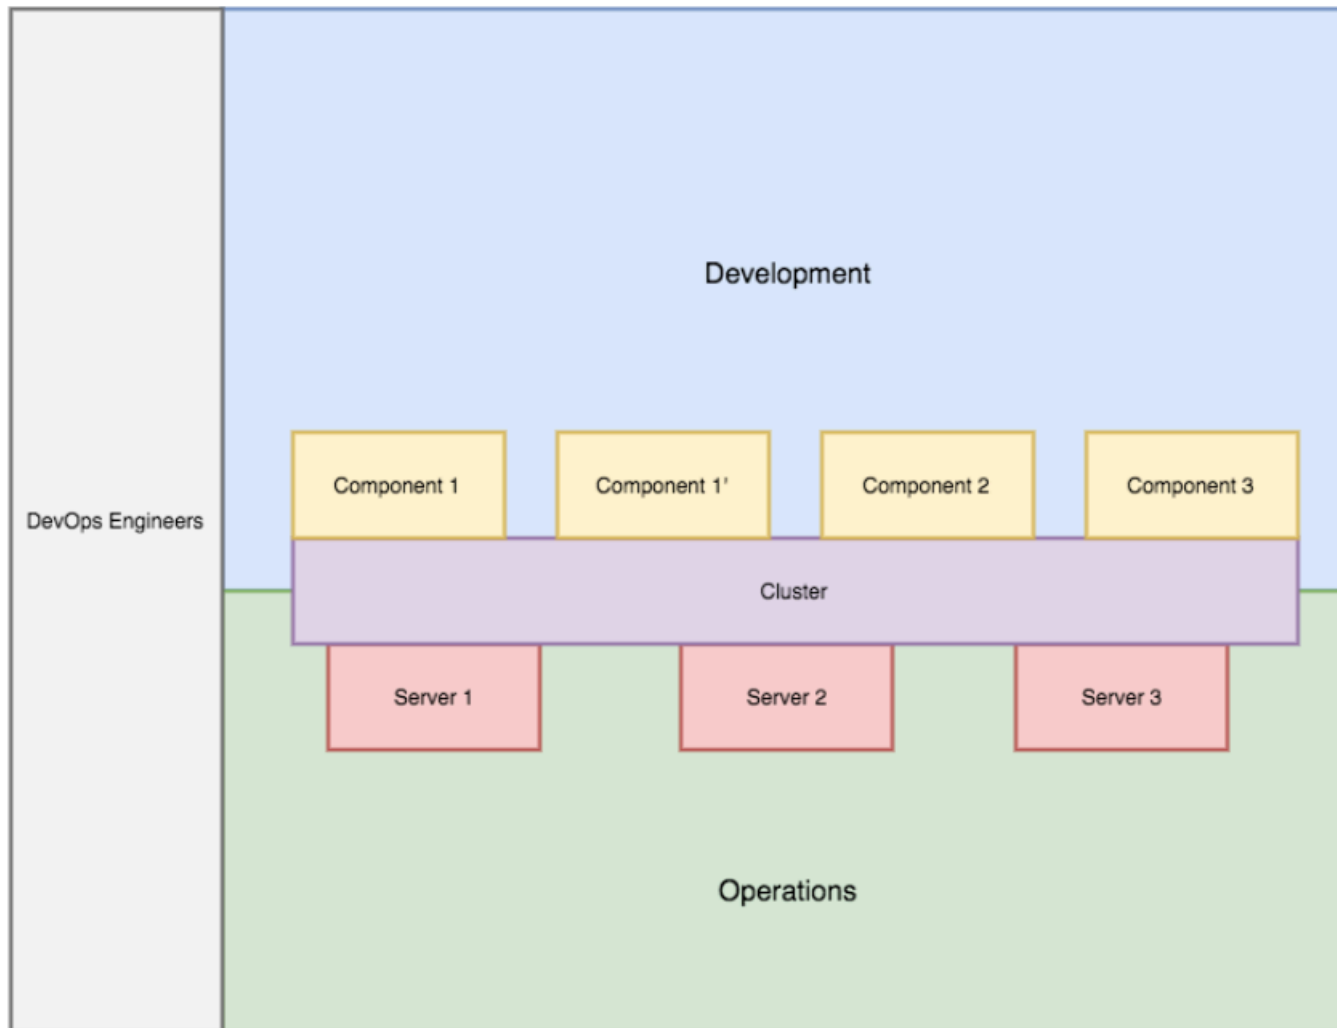 Development
Component 1
Component 1'
Component 2
Component 3
DevOps Engineers
Cluster
Server 1
Server 2
Server 3
Operations